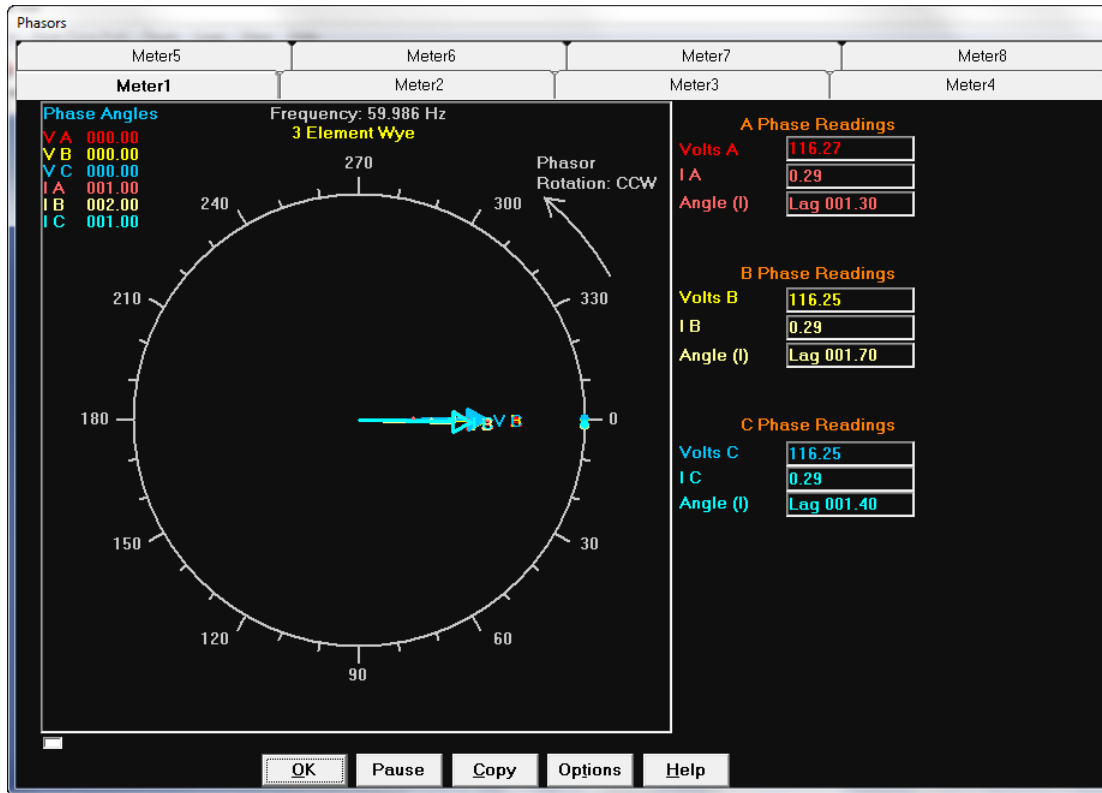 Phasors
Meter5 Meter6 Meter7 Meter8
Meter1 Meter2 Meter3 Meter4
Phase Angles
V A 000.00
V B 000.00
V C 000.00
I A 001.00
I B 002.00
I C 001.00
Frequency: 59.986 Hz
3 Element Wye
Phasor
Rotation: CCW
270
240 300
210 330
180 V B 0
150 30
120 60
90
A Phase Readings
Volts A 116.27
I A 0.29
Angle (I) Lag 001.30
B Phase Readings
Volts B 116.25
I B 0.29
Angle (I) Lag 001.70
C Phase Readings
Volts C 116.25
I C 0.29
Angle (I) Lag 001.40
OK Pause Copy Options Help